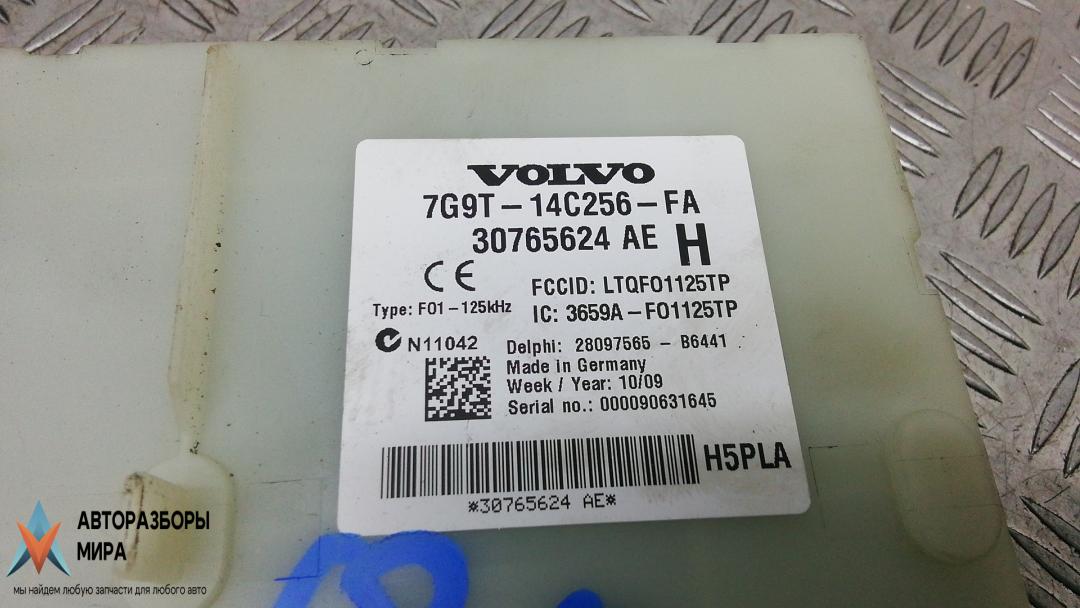 VOLVO
7G9T-14C256-FA
30765624 AE H
CE
FCCID: LTQFO1125TP
Type: F01-125kHz
IC: 3659A-FO1125TP
N11042
Delphi: 28097565 - B6441
Made in Germany
Week / Year: 10/09
Serial no.: 000090631645
H5PLA
*30765624 AE*
АВТОРАЗБОРЫ
МИРА
мы найдем любую запчасти для любого авто